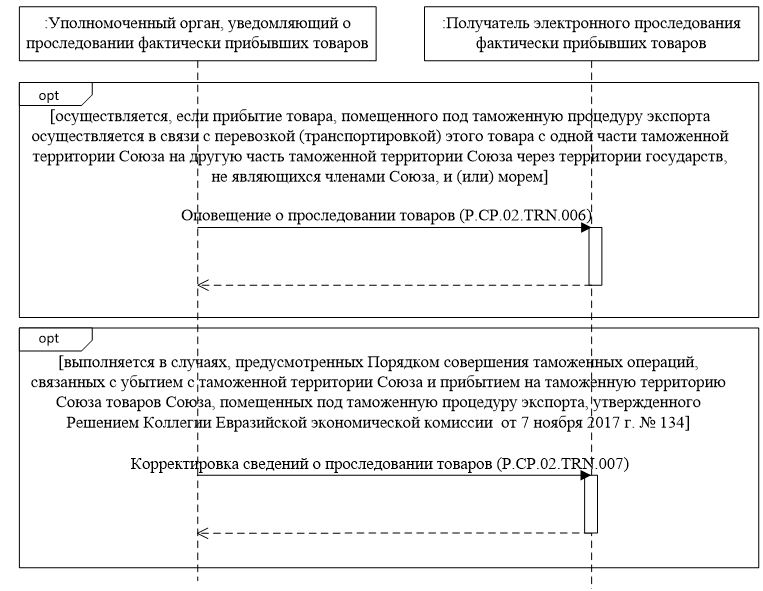 :Уполномоченный орган, уведомляющий о
проследовании фактически прибывших товаров
:Получатель электронного проследования
фактически прибывших товаров
opt
[осуществляется, если прибытие товара, помещенного под таможенную процедуру экспорта
осуществляется в связи с перевозкой (транспортировкой) этого товара с одной части таможенной
территории Союза на другую часть таможенной территории Союза через территории государств,
не являющихся членами Союза, и (или) морем]
Оповещение о проследовании товаров (P.CP.02.TRN.006)
opt
[выполняется в случаях, предусмотренных Порядком совершения таможенных операций,
связанных с убытием с таможенной территории Союза и прибытием на таможенную территорию
Союза товаров Союза, помещенных под таможенную процедуру экспорта, утвержденного
Решением Коллегии Евразийской экономической комиссии от 7 ноября 2017 г. № 134]
Корректировка сведений о проследовании товаров (P.CP.02.TRN.007)